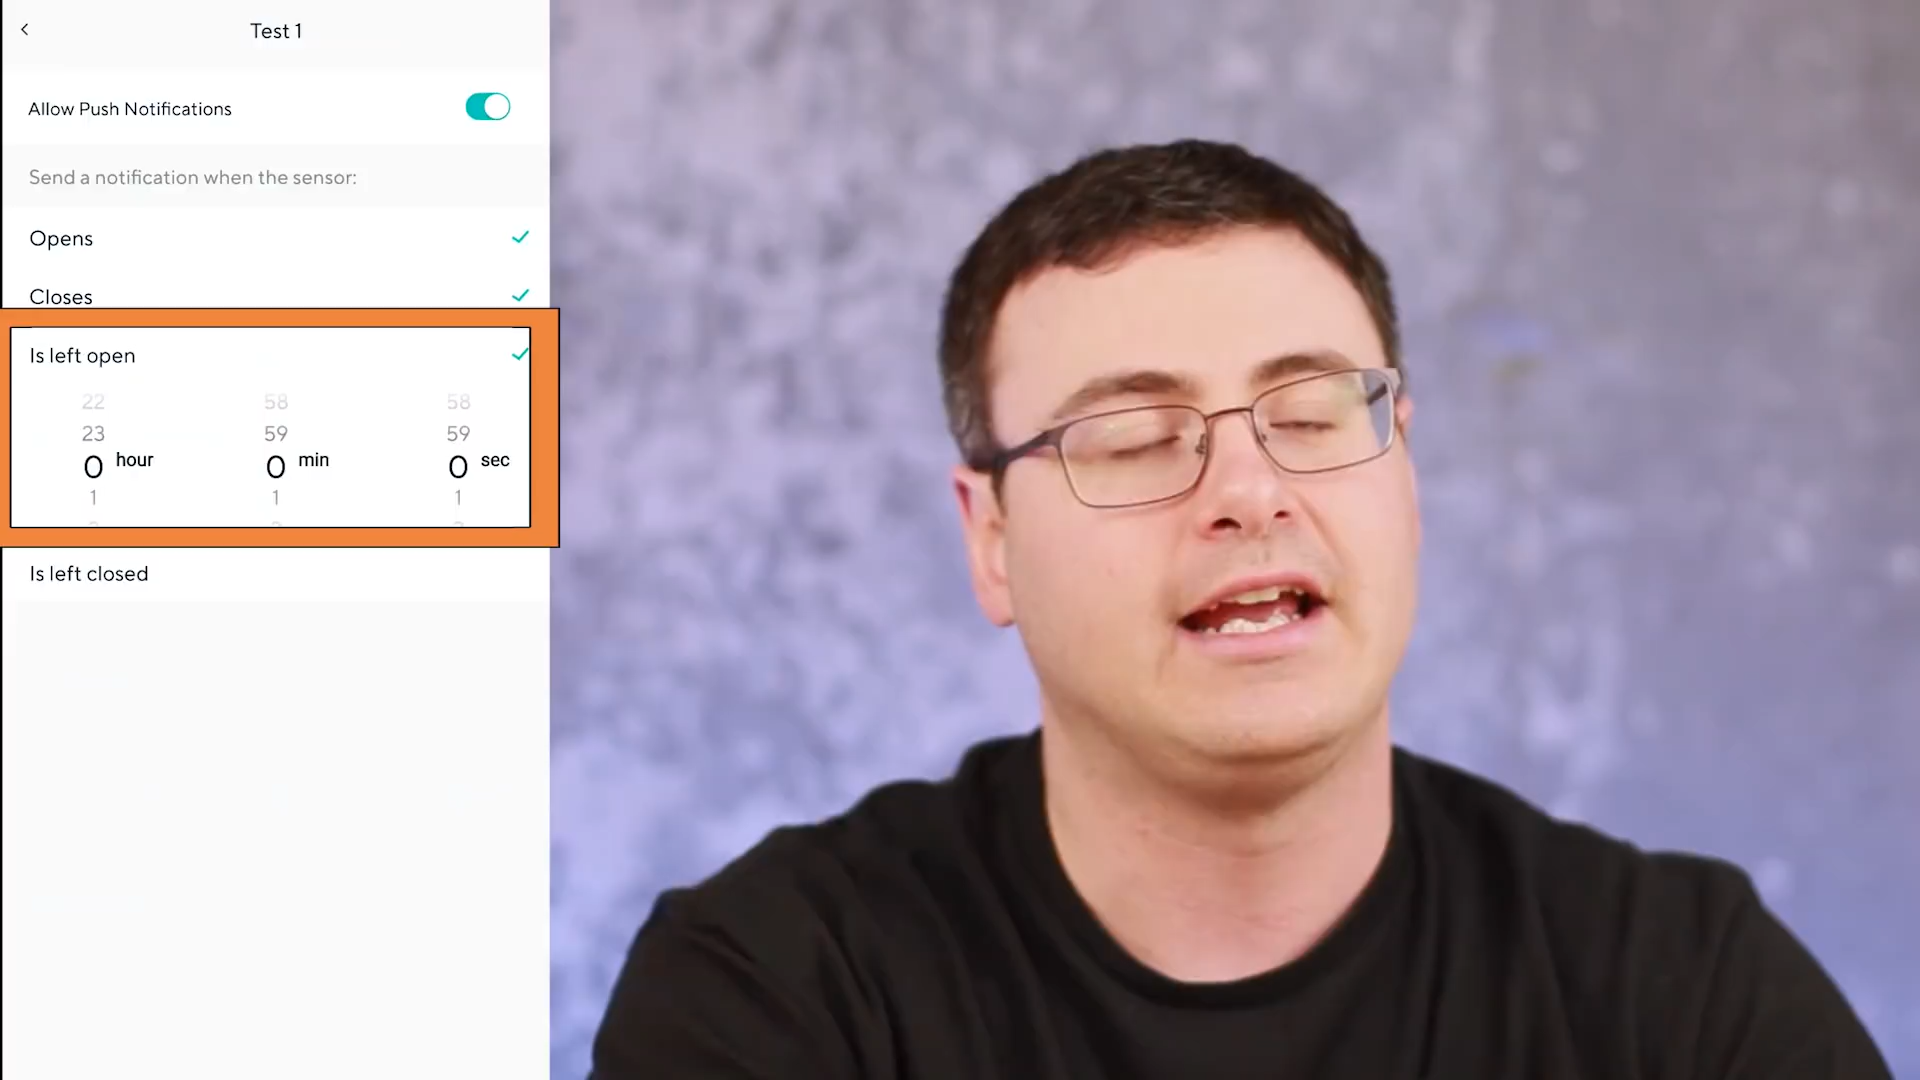 Test 1
Allow Push Notifications
Send a notification when the sensor:
Opens
Closes
Is left open
22 58 58
23 59 59
0 hour 0 min 0 sec
1 1 1
Is left closed